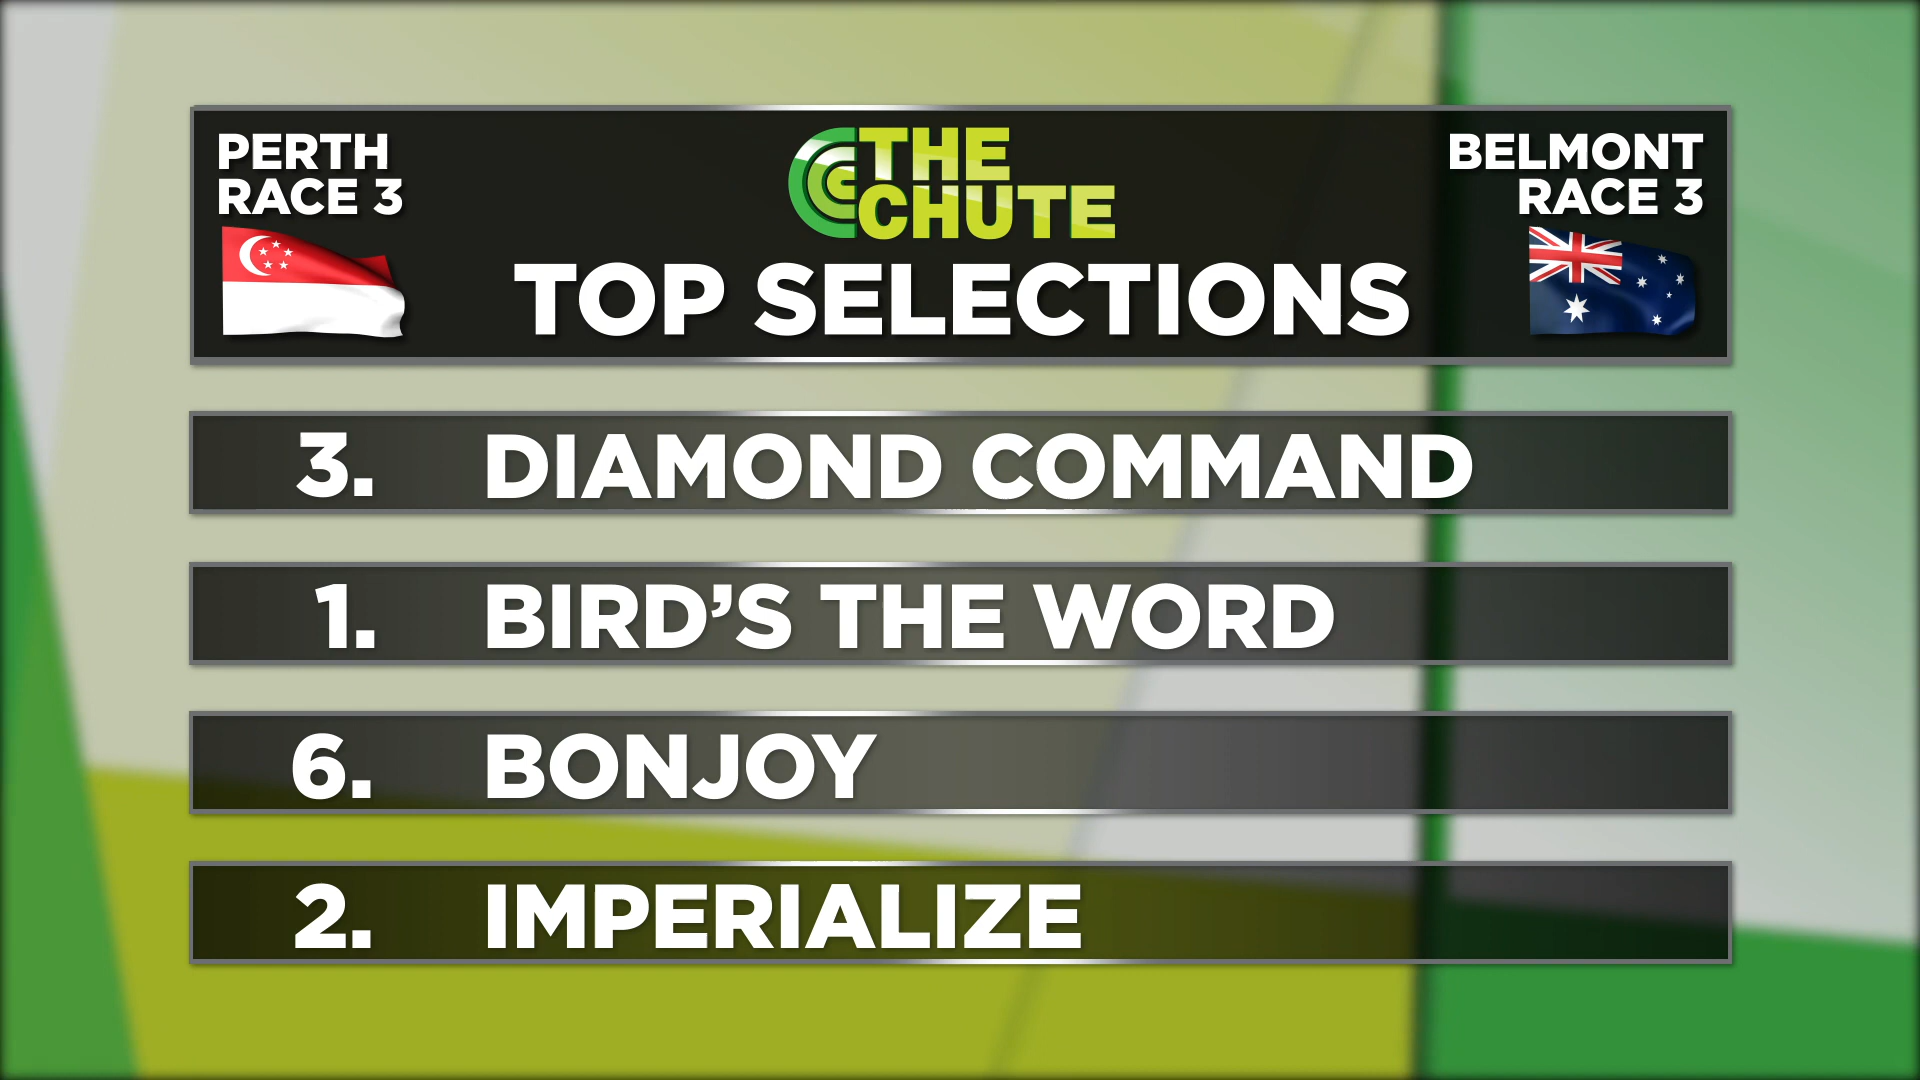 PERTH
RACE 3
THE
CHUTE
TOP SELECTIONS
BELMONT
RACE 3
3. DIAMOND COMMAND
1. BIRD’S THE WORD
6. BONJOY
2. IMPERIALIZE